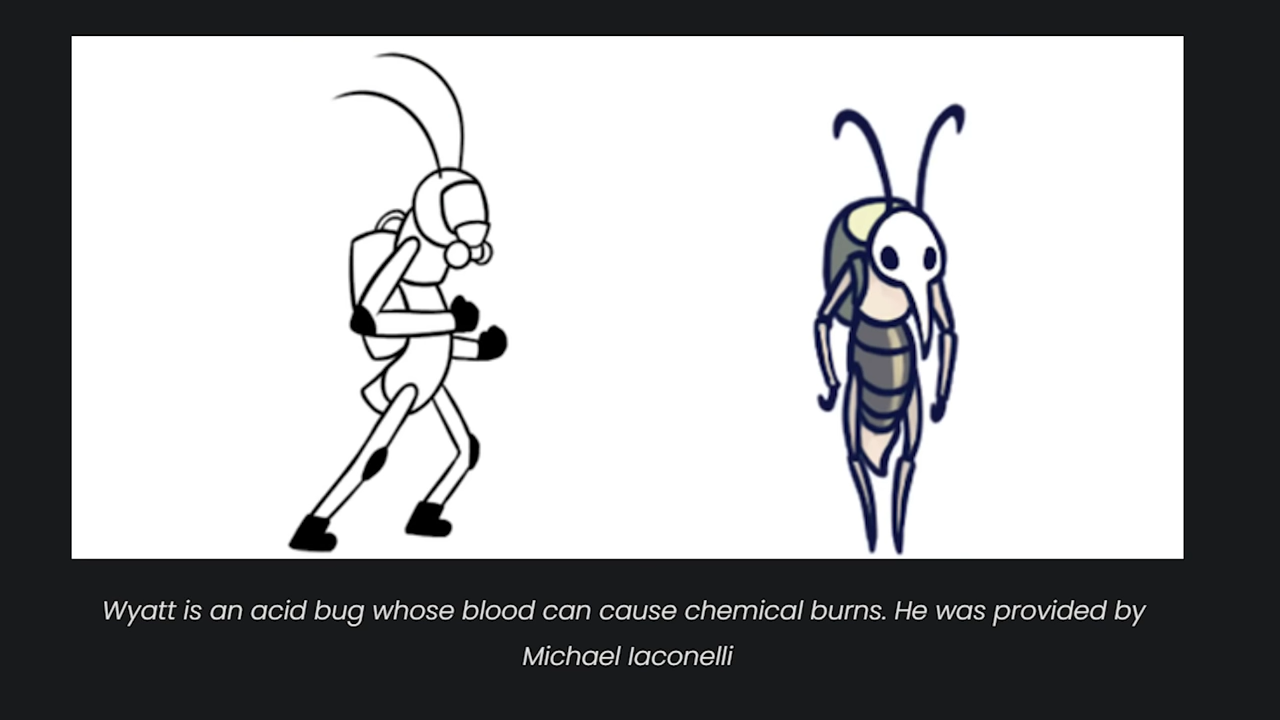 Wyatt is an acid bug whose blood can cause chemical burns. He was provided by
Michael Iaconelli